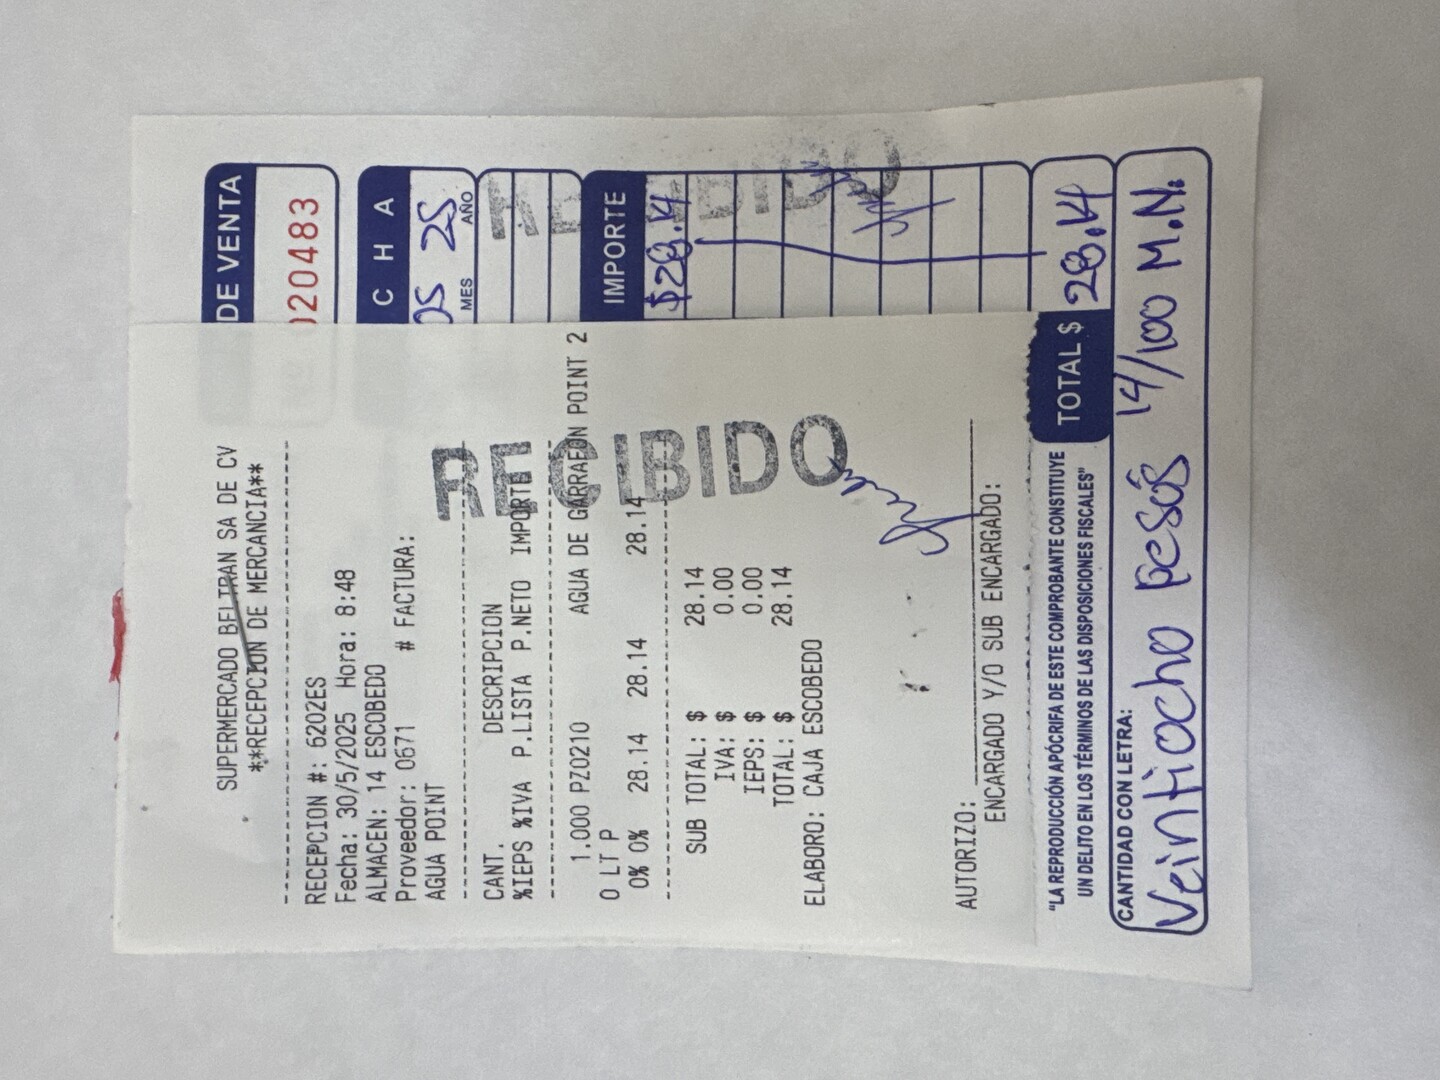 SUPERMERCADO BELTRAN SA DE CV
**RECEPCION DE MERCANCIA**
RECEPCION #: 6202ES
Fecha: 30/5/2025 Hora: 8:48
ALMACEN: 14 ESCOBEDO
Proveedor: 0671 # FACTURA:
AGUA POINT
CANT. DESCRIPCION
%IEPS %IVA P.LISTA P.NETO IMPORTE
1.000 PZ0210 AGUA DE GARRAFON POINT 2
0 LT P
0% 0% 28.14 28.14 28.14
SUB TOTAL: $ 28.14
IVA: $ 0.00
IEPS: $ 0.00
TOTAL: $ 28.14
ELABORO: CAJA ESCOBEDO
RECIBIDO
AUTORIZO:
ENCARGADO Y/O SUB ENCARGADO:
DE VENTA
020483
C H A
05 25
MES AÑO
RECIBIDO
IMPORTE
$28.14
TOTAL $ 28.14
"LA REPRODUCCIÓN APÓCRIFA DE ESTE COMPROBANTE CONSTITUYE
UN DELITO EN LOS TÉRMINOS DE LAS DISPOSICIONES FISCALES"
CANTIDAD CON LETRA:
Veintiocho pesos 14/100 M.N.